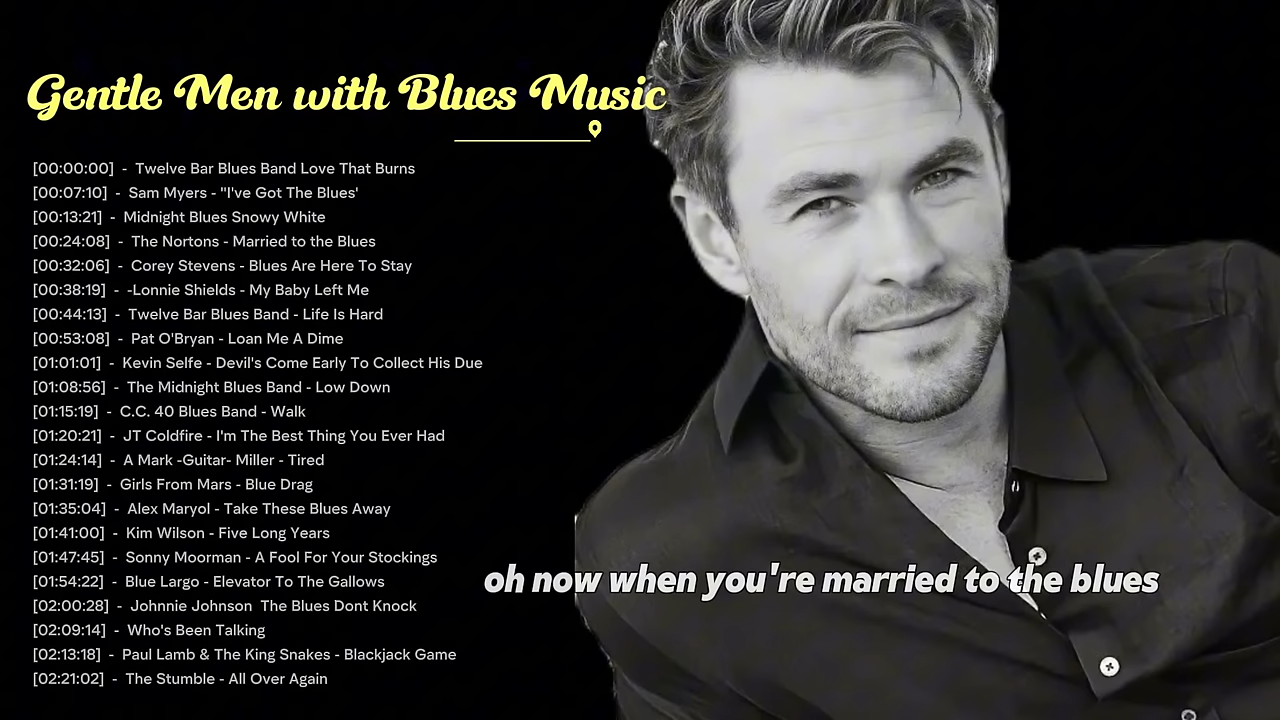 Gentle Men with Blues Music
[00:00:00] - Twelve Bar Blues Band Love That Burns
[00:07:10] - Sam Myers - "I've Got The Blues'
[00:13:21] - Midnight Blues Snowy White
[00:24:08] - The Nortons - Married to the Blues
[00:32:06] - Corey Stevens - Blues Are Here To Stay
[00:38:19] - -Lonnie Shields - My Baby Left Me
[00:44:13] - Twelve Bar Blues Band - Life Is Hard
[00:53:08] - Pat O'Bryan - Loan Me A Dime
[01:01:01] - Kevin Selfe - Devil's Come Early To Collect His Due
[01:08:56] - The Midnight Blues Band - Low Down
[01:15:19] - C.C. 40 Blues Band - Walk
[01:20:21] - JT Coldfire - I'm The Best Thing You Ever Had
[01:24:14] - A Mark -Guitar- Miller - Tired
[01:31:19] - Girls From Mars - Blue Drag
[01:35:04] - Alex Maryol - Take These Blues Away
[01:41:00] - Kim Wilson - Five Long Years
[01:47:45] - Sonny Moorman - A Fool For Your Stockings
[01:54:22] - Blue Largo - Elevator To The Gallows
oh now when you're married to the blues
[02:00:28] - Johnnie Johnson  The Blues Dont Knock
[02:09:14] - Who's Been Talking
[02:13:18] - Paul Lamb & The King Snakes - Blackjack Game
[02:21:02] - The Stumble - All Over Again